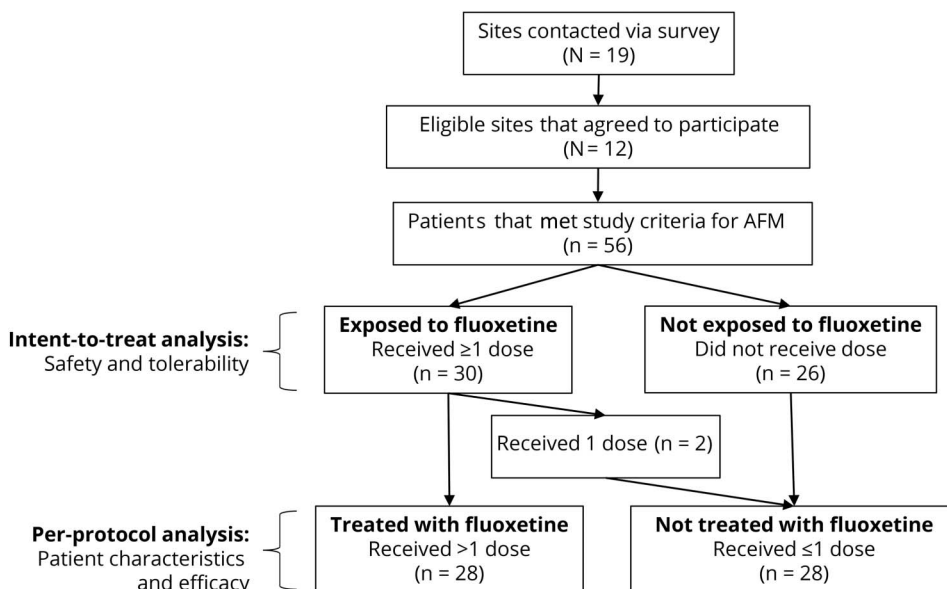 Sites contacted via survey
(N = 19)
Eligible sites that agreed to participate
(N = 12)
Patients that met study criteria for AFM
(n = 56)
Intent-to-treat analysis:
Safety and tolerability
Exposed to fluoxetine
Received ≥1 dose
(n = 30)
Not exposed to fluoxetine
Did not receive dose
(n = 26)
Received 1 dose (n = 2)
Per-protocol analysis:
Patient characteristics
and efficacy
Treated with fluoxetine
Received >1 dose
(n = 28)
Not treated with fluoxetine
Received ≤1 dose
(n = 28)